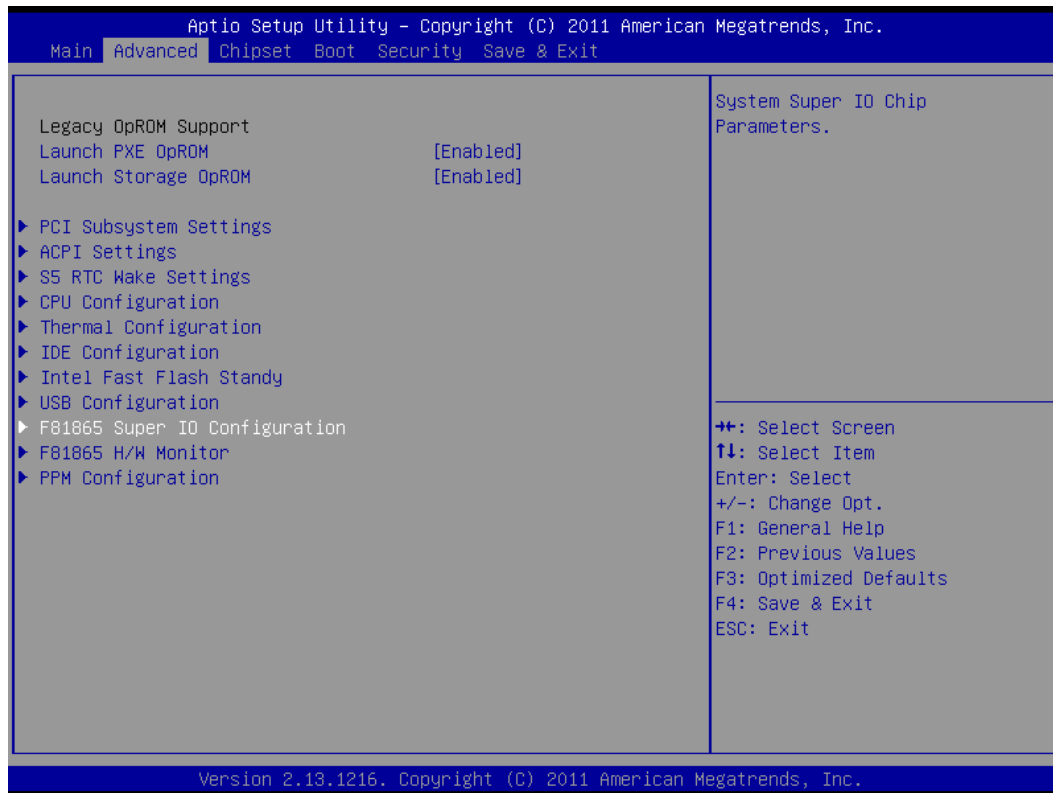 Aptio Setup Utility – Copyright (C) 2011 American Megatrends, Inc.
Main Advanced Chipset Boot Security Save & Exit
Legacy OpROM Support
Launch PXE OpROM [Enabled]
Launch Storage OpROM [Enabled]
▶ PCI Subsystem Settings
▶ ACPI Settings
▶ S5 RTC Wake Settings
▶ CPU Configuration
▶ Thermal Configuration
▶ IDE Configuration
▶ Intel Fast Flash Standy
▶ USB Configuration
▶ F81865 Super IO Configuration
▶ F81865 H/W Monitor
▶ PPM Configuration
System Super IO Chip
Parameters.
→←: Select Screen
↑↓: Select Item
Enter: Select
+/-: Change Opt.
F1: General Help
F2: Previous Values
F3: Optimized Defaults
F4: Save & Exit
ESC: Exit
Version 2.13.1216. Copyright (C) 2011 American Megatrends, Inc.